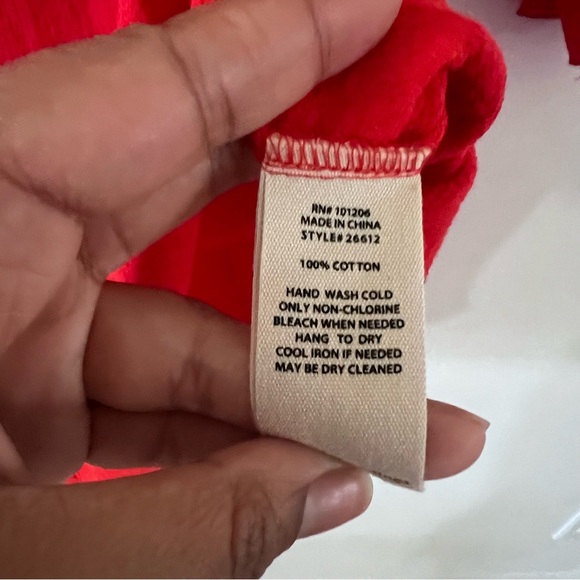 RN# 101206
MADE IN CHINA
STYLE# 26612
100% COTTON
HAND WASH COLD
ONLY NON-CHLORINE
BLEACH WHEN NEEDED
HANG TO DRY
COOL IRON IF NEEDED
MAY BE DRY CLEANED